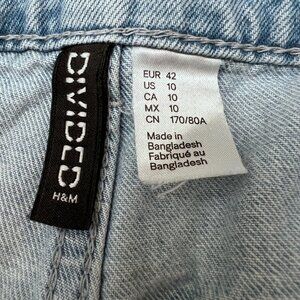 DIVIDED
H&M
EUR 42
US 10
CA 10
MX 10
CN 170/80A
Made in
Bangladesh
Fabriqué au
Bangladesh